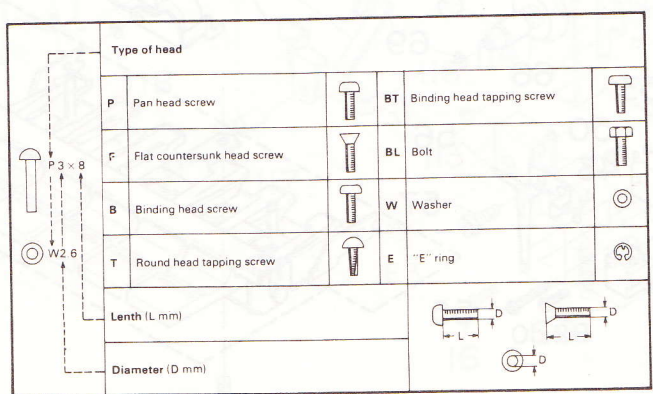 Type of head
P Pan head screw
BT Binding head tapping screw
F Flat countersunk head screw
BL Bolt
P 3 × 8
B Binding head screw
W Washer
W2.6
T Round head tapping screw
E "E" ring
Lenth (L mm)
D
L
D
L
D
Diameter (D mm)